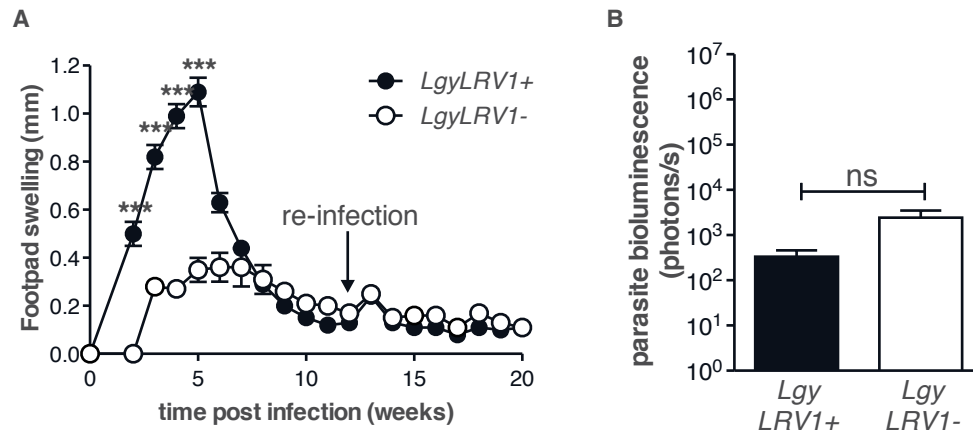 A
Footpad swelling (mm)
1.2
1.0
0.8
0.6
0.4
0.2
0.0
***
***
***
***
LgyLRV1+
LgyLRV1-
re-infection
0
5
10
15
20
time post infection (weeks)
B
parasite bioluminescence
(photons/s)
10⁷
10⁶
10⁵
10⁴
10³
10²
10¹
10⁰
ns
Lgy
LRV1+
Lgy
LRV1-